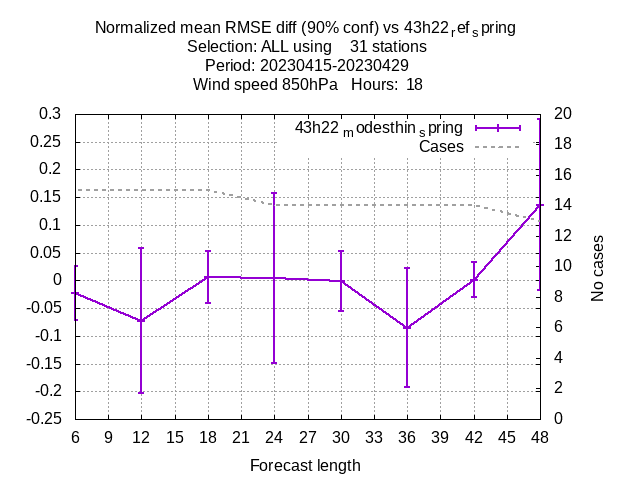 Normalized mean RMSE diff (90% conf) vs 43h22ᵣefₛpring
Selection: ALL using 31 stations
Period: 20230415-20230429
Wind speed 850hPa Hours: 18
43h22ₘodesthinₛpring
Cases
0.3
0.25
0.2
0.15
0.1
0.05
0
-0.05
-0.1
-0.15
-0.2
-0.25
20
18
16
14
12
10
8
6
4
2
0
No cases
6 9 12 15 18 21 24 27 30 33 36 39 42 45 48
Forecast length